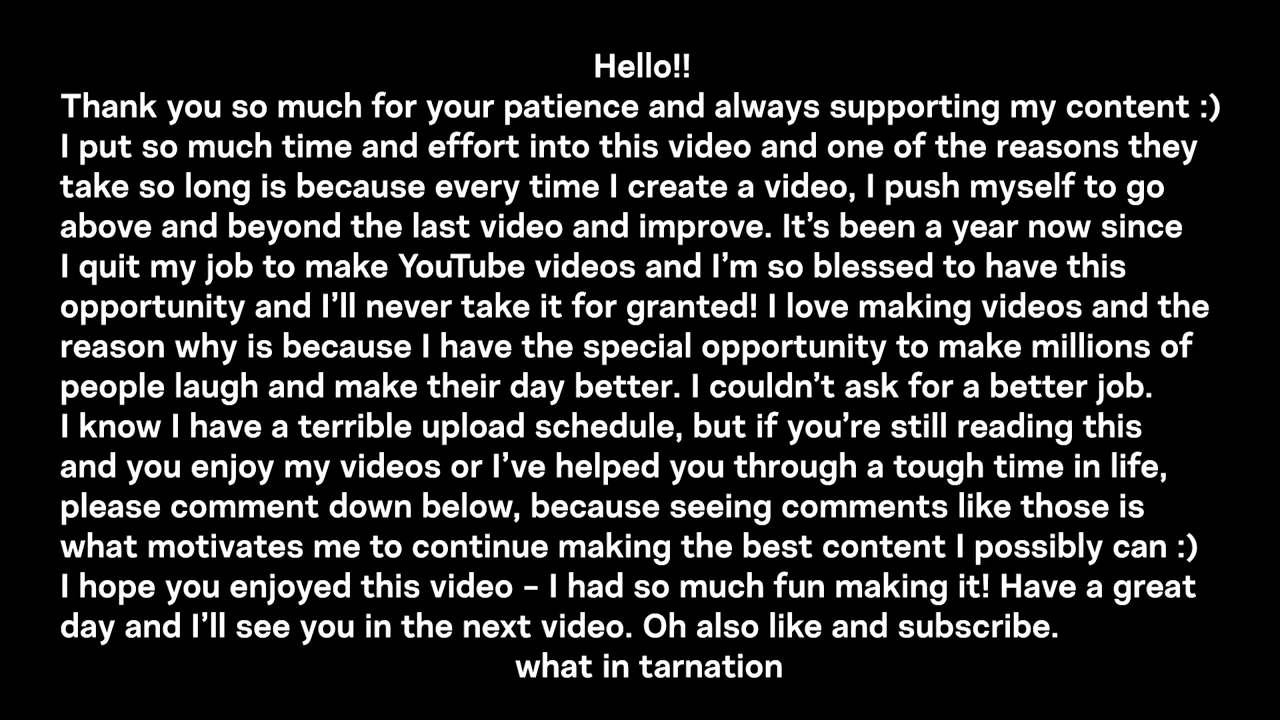 Hello!!
Thank you so much for your patience and always supporting my content :)
I put so much time and effort into this video and one of the reasons they
take so long is because every time I create a video, I push myself to go
above and beyond the last video and improve. It’s been a year now since
I quit my job to make YouTube videos and I’m so blessed to have this
opportunity and I’ll never take it for granted! I love making videos and the
reason why is because I have the special opportunity to make millions of
people laugh and make their day better. I couldn’t ask for a better job.
I know I have a terrible upload schedule, but if you’re still reading this
and you enjoy my videos or I’ve helped you through a tough time in life,
please comment down below, because seeing comments like those is
what motivates me to continue making the best content I possibly can :)
I hope you enjoyed this video – I had so much fun making it! Have a great
day and I’ll see you in the next video. Oh also like and subscribe.
what in tarnation